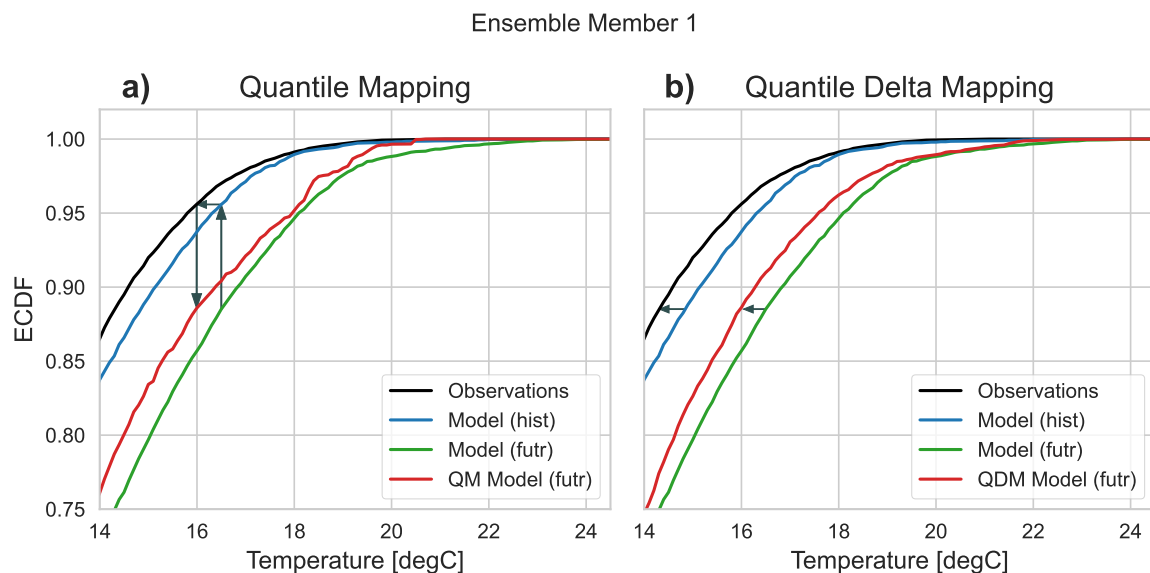 Ensemble Member 1
a) Quantile Mapping
ECDF
1.00
0.95
0.90
0.85
0.80
0.75
Observations
Model (hist)
Model (futr)
QM Model (futr)
14 16 18 20 22 24
Temperature [degC]
b) Quantile Delta Mapping
Observations
Model (hist)
Model (futr)
QDM Model (futr)
14 16 18 20 22 24
Temperature [degC]